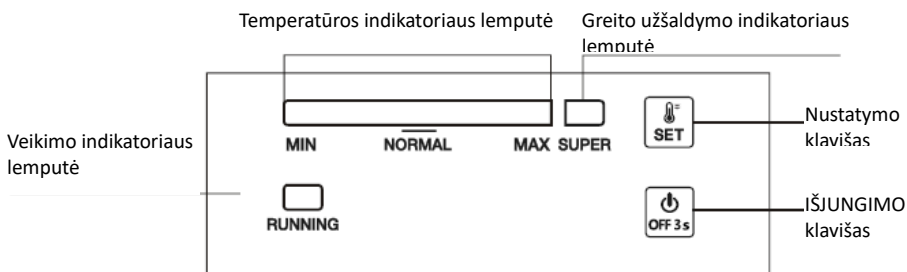 Temperatūros indikatoriaus lemputė
Greito užšaldymo indikatoriaus
lemputė
MIN
NORMAL
MAX
SUPER
SET
Nustatymo
klavišas
Veikimo indikatoriaus
lemputė
RUNNING
OFF 3s
IŠJUNGIMO
klavišas